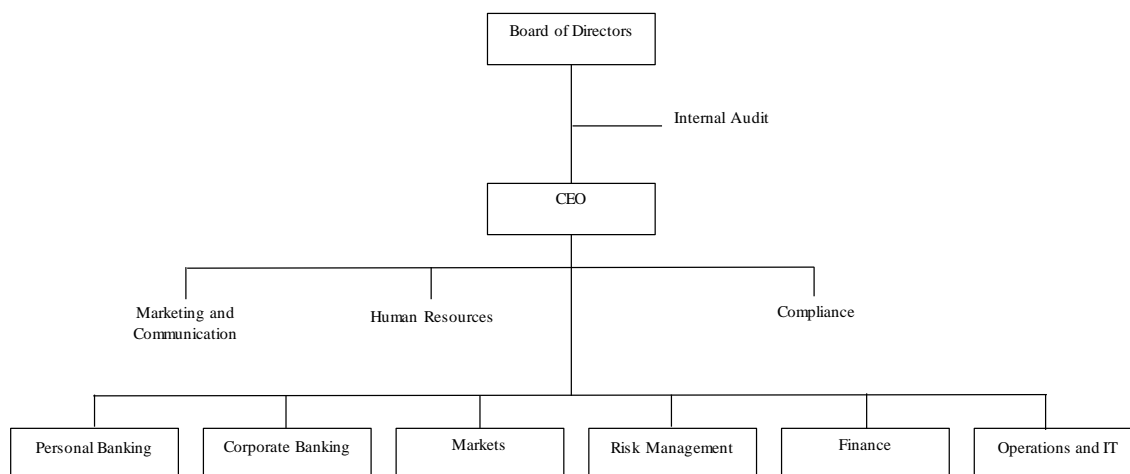 Board of Directors
Internal Audit
CEO
Marketing and
Communication
Human Resources
Compliance
Personal Banking
Corporate Banking
Markets
Risk Management
Finance
Operations and IT